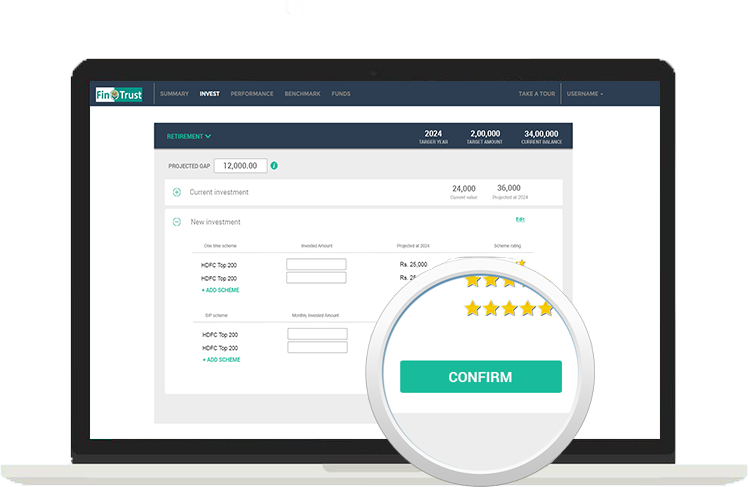 Fin Trust
SUMMARY INVEST PERFORMANCE BENCHMARK FUNDS TAKE A TOUR USERNAME
RETIREMENT 2024 2,00,000 34,00,000
TARGER YEAR TARGET AMOUNT CURRENT BALANCE
PROJECTED GAP 12,000.00 i
Current investment 24,000 36,000
Current value Projected at 2024
New investment Edit
One time scheme Invested Amount Projected at 2024 Scheme rating
HDFC Top 200 Rs. 25,000
HDFC Top 200 Rs.
+ ADD SCHEME
SIP scheme Monthly Invested Amount
HDFC Top 200
HDFC Top 200
+ ADD SCHEME
CONFIRM